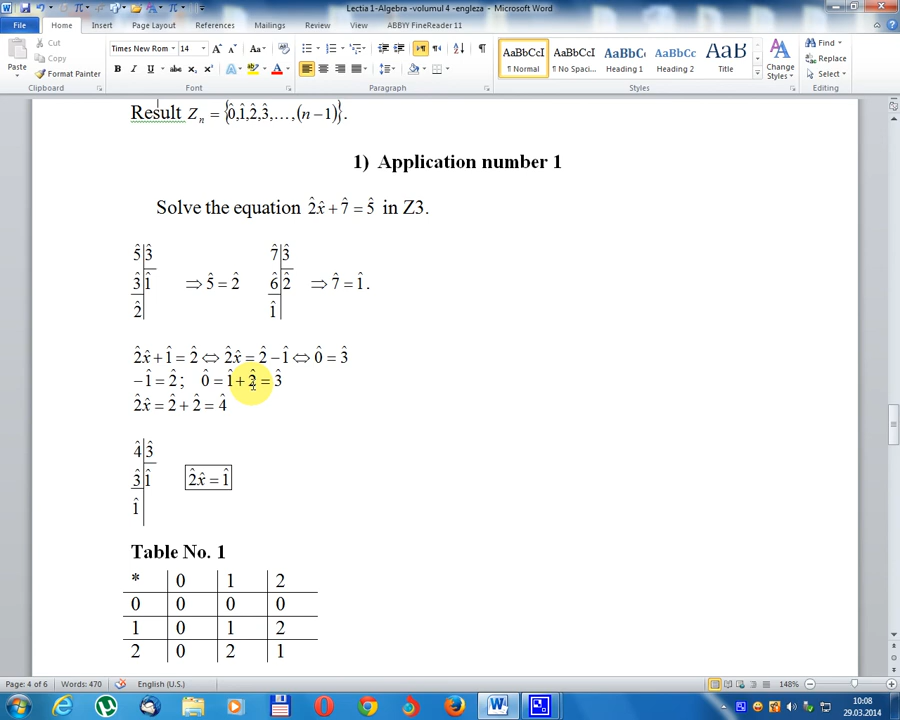 Lectia 1-Algebra -volumul 4 -engleza - Microsoft Word
File Home Insert Page Layout References Mailings Review View ABBYY FineReader 11
Cut
Copy
Format Painter
Paste
Clipboard
Times New Rom 14
Font
Paragraph
AaBbCcI AaBbCcI AaBbC AaBbCc AaB
¶ Normal ¶ No Spaci... Heading 1 Heading 2 Title
Change Styles
Styles
Find
Replace
Select
Editing
Result Z_n = {0̂,1̂,2̂,3̂,…,(n−1)}.
1) Application number 1
Solve the equation 2̂x̂ + 7̂ = 5̂ in Z3.
5̂ 3̂ 7̂ 3̂
3̂ 1̂ ⇒ 5̂ = 2̂ 6̂ 2̂ ⇒ 7̂ = 1̂.
2̂ 1̂
2̂x̂ + 1̂ = 2̂ ⇔ 2̂x̂ = 2̂ − 1̂ ⇔ 0̂ = 3̂
−1̂ = 2̂; 0̂ = 1̂ + 2̂ = 3̂
2̂x̂ = 2̂ + 2̂ = 4̂
4̂ 3̂
3̂ 1̂ 2̂x̂ = 1̂
1̂
Table No. 1
* 0 1 2
0 0 0 0
1 0 1 2
2 0 2 1
Page: 4 of 6 Words: 470 English (U.S.) 148%
10:08
29.03.2014